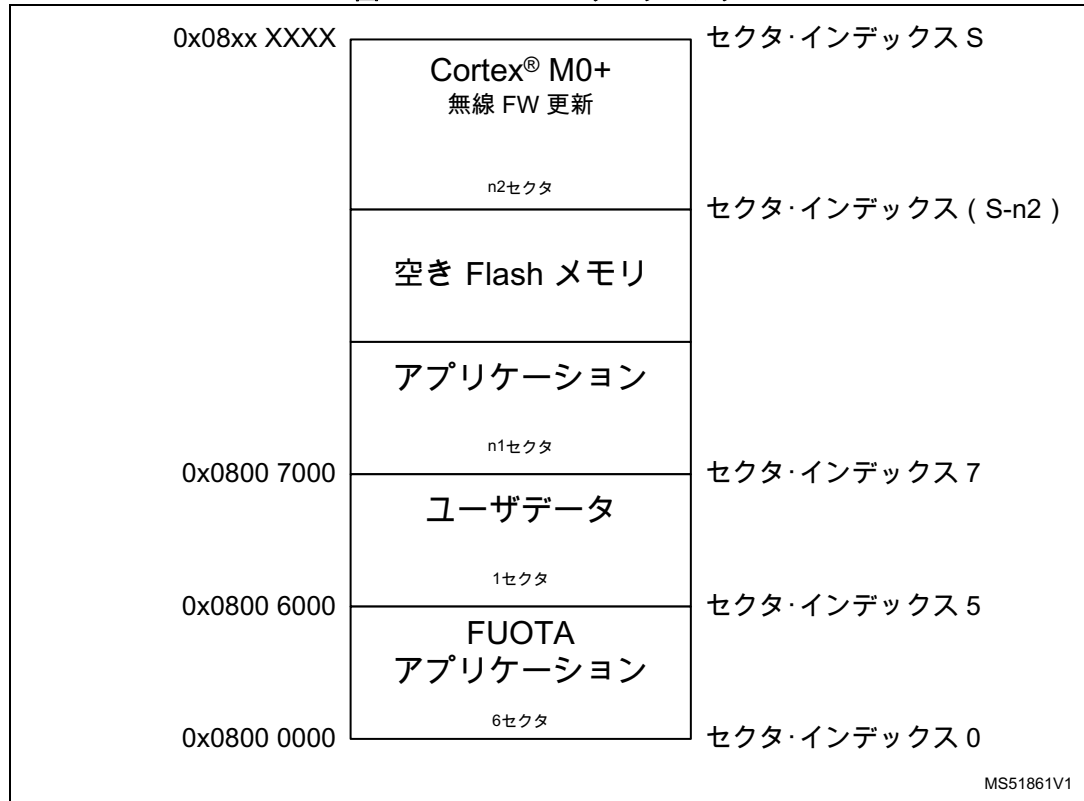 0x08xx XXXX
セクタ·インデックス S
Cortex® M0+
無線 FW 更新
n2セクタ
セクタ·インデックス ( S-n2 )
空き Flash メモリ
アプリケーション
n1セクタ
0x0800 7000
セクタ·インデックス 7
ユーザデータ
1セクタ
0x0800 6000
セクタ·インデックス 5
FUOTA
アプリケーション
6セクタ
0x0800 0000
セクタ·インデックス 0
MS51861V1